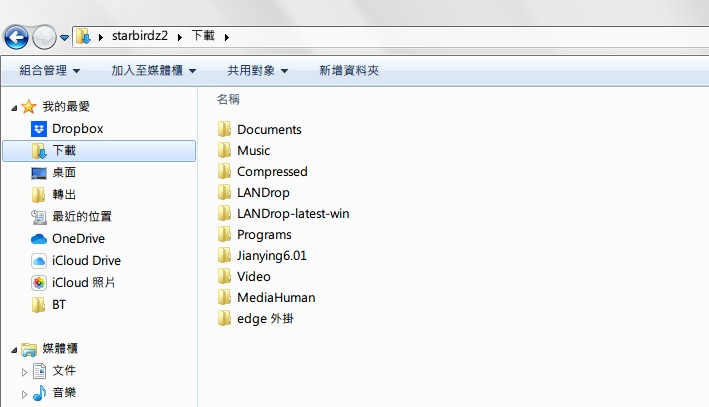 starbirdz2 下載
組合管理 加入至媒體櫃 共用對象 新增資料夾
我的最愛
Dropbox
下載
桌面
轉出
最近的位置
OneDrive
iCloud Drive
iCloud 照片
BT
媒體櫃
文件
音樂
名稱
Documents
Music
Compressed
LANDrop
LANDrop-latest-win
Programs
Jianying6.01
Video
MediaHuman
edge 外掛